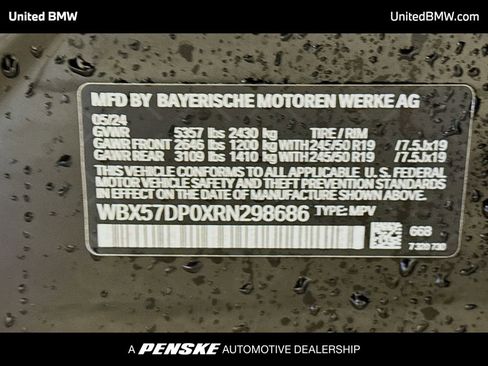 United BMW
UnitedBMW.com
MFD BY BAYERISCHE MOTOREN WERKE AG
05/24
GVWR 5357 lbs 2430 kg TIRE / RIM
GAWR FRONT 2646 lbs 1200 kg WITH 245/50 R19 /7.5Jx19
GAWR REAR 3109 lbs 1410 kg WITH 245/50 R19 /7.5Jx19
THIS VEHICLE CONFORMS TO ALL APPLICABLE U.S. FEDERAL
MOTOR VEHICLE SAFETY, BUMPER, AND THEFT PREVENTION
STANDARDS IN EFFECT ON THE DATE OF MANUFACTURE SHOWN
ABOVE.
WBX57DP0XRN298686 TYPE: MPV
668
7320730
A PENSKE AUTOMOTIVE DEALERSHIP